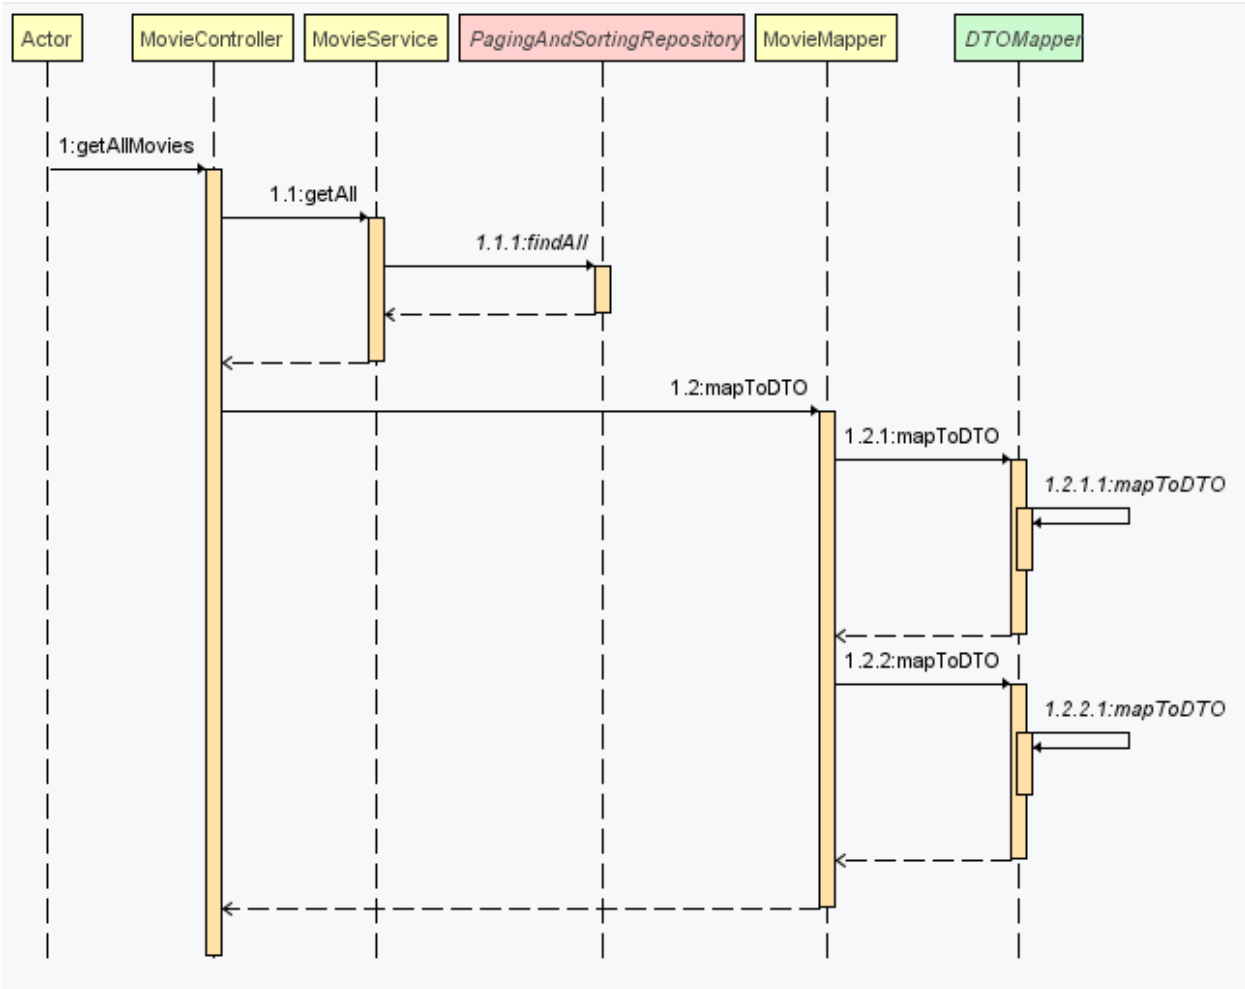 Actor
MovieController
MovieService
PagingAndSortingRepository
MovieMapper
DTOMapper
1:getAllMovies
1.1:getAll
1.1.1:findAll
1.2:mapToDTO
1.2.1:mapToDTO
1.2.1.1:mapToDTO
1.2.2:mapToDTO
1.2.2.1:mapToDTO